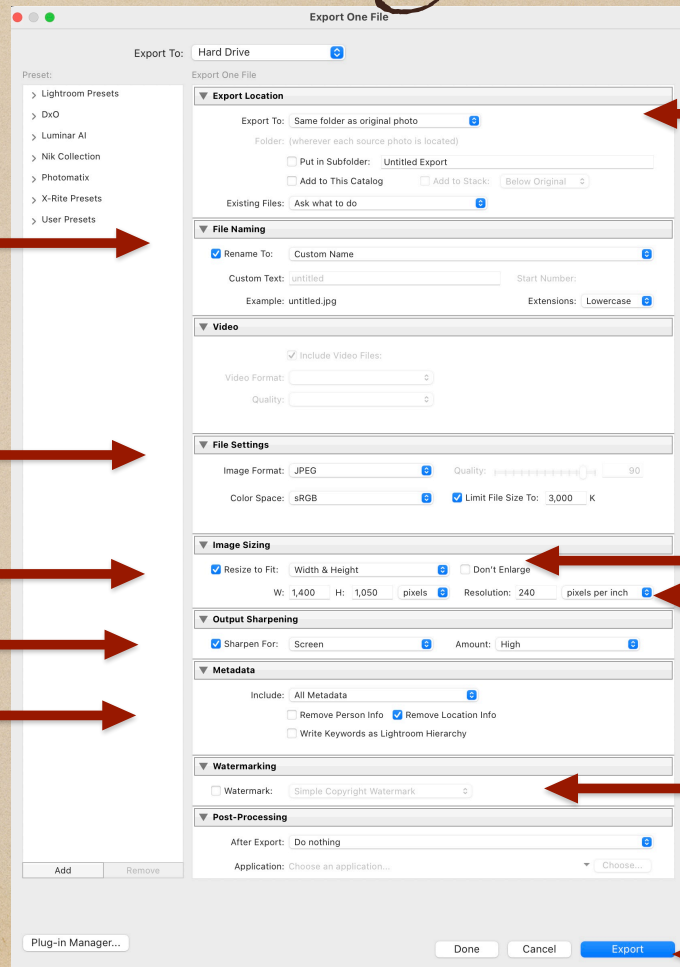 Export One File
Export To: Hard Drive
Preset:
Export One File
Lightroom Presets
DxO
Luminar AI
Nik Collection
Photomatix
X-Rite Presets
User Presets
Export Location
Export To: Same folder as original photo
Folder: (wherever each source photo is located)
Put in Subfolder: Untitled Export
Add to This Catalog Add to Stack: Below Original
Existing Files: Ask what to do
File Naming
Rename To: Custom Name
Custom Text: untitled Start Number:
Example: untitled.jpg Extensions: Lowercase
Video
Include Video Files:
Video Format:
Quality:
File Settings
Image Format: JPEG Quality: 90
Color Space: sRGB Limit File Size To: 3,000 K
Image Sizing
Resize to Fit: Width & Height Don't Enlarge
W: 1,400 H: 1,050 pixels Resolution: 240 pixels per inch
Output Sharpening
Sharpen For: Screen Amount: High
Metadata
Include: All Metadata
Remove Person Info Remove Location Info
Write Keywords as Lightroom Hierarchy
Watermarking
Watermark: Simple Copyright Watermark
Post-Processing
After Export: Do nothing
Application: Choose an application... Choose...
Add Remove
Plug-in Manager...
Done Cancel Export